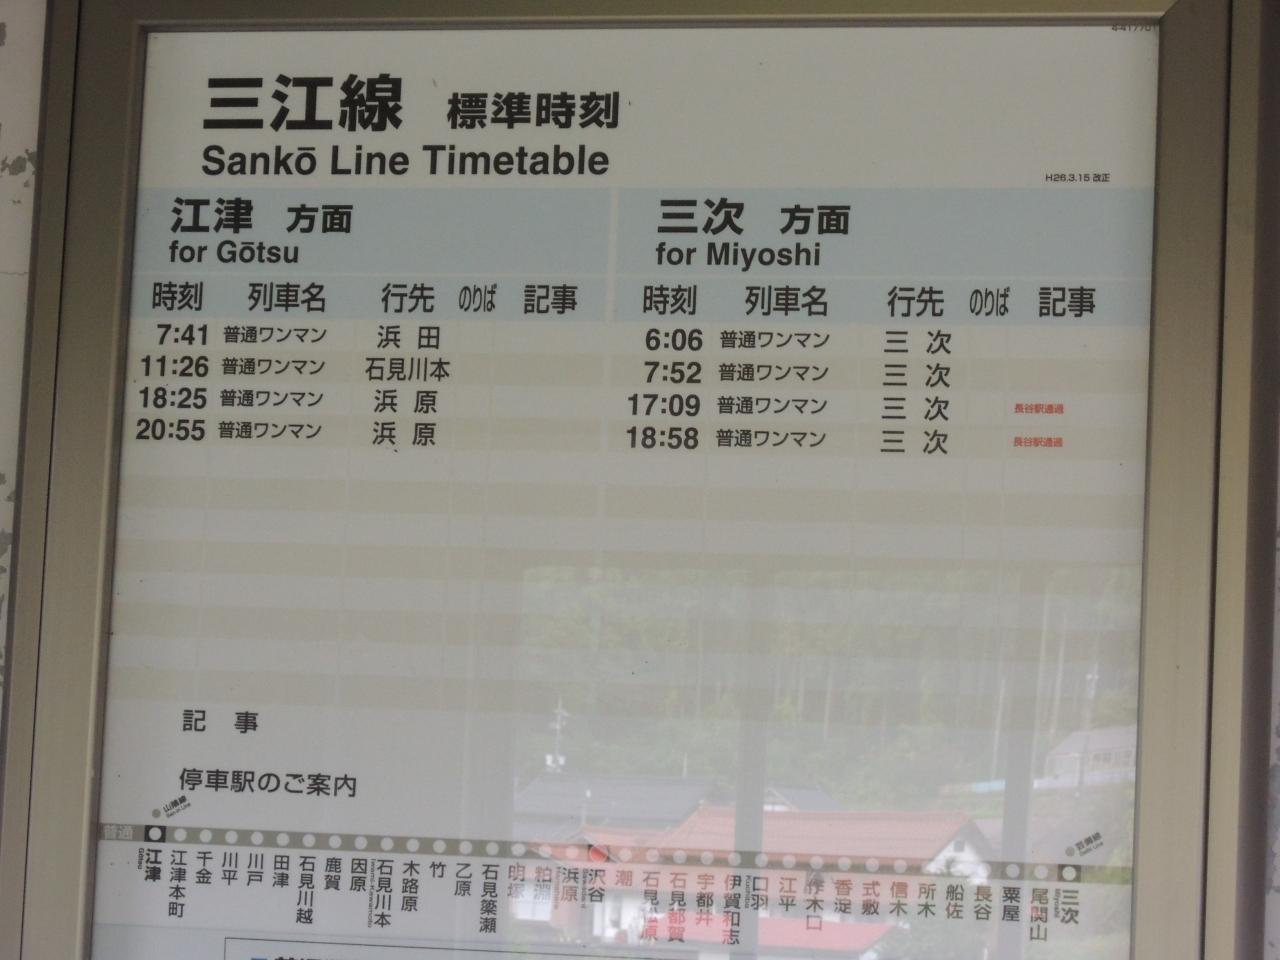 4-417701
三江線 標準時刻
Sankō Line Timetable
H26.3.15 改正
江津 方面
for Gōtsu
時刻 列車名 行先 のりば 記事
7:41 普通ワンマン 浜田
11:26 普通ワンマン 石見川本
18:25 普通ワンマン 浜原
20:55 普通ワンマン 浜原
三次 方面
for Miyoshi
時刻 列車名 行先 のりば 記事
6:06 普通ワンマン 三次
7:52 普通ワンマン 三次
17:09 普通ワンマン 三次 長谷駅通過
18:58 普通ワンマン 三次 長谷駅通過
記事
停車駅のご案内
普通
江津
Gōtsu
江津本町
千金
川平
川戸
田津
石見川越
鹿賀
因原
石見川本
Iwami-Kawamoto
木路原
竹
乙原
石見簗瀬
明塚
粕淵
浜原
沢谷
潮
石見松原
石見都賀
宇都井
伊賀和志
口羽
江平
作木口
香淀
式敷
信木
所木
船佐
長谷
粟屋
尾関山
三次
Miyoshi